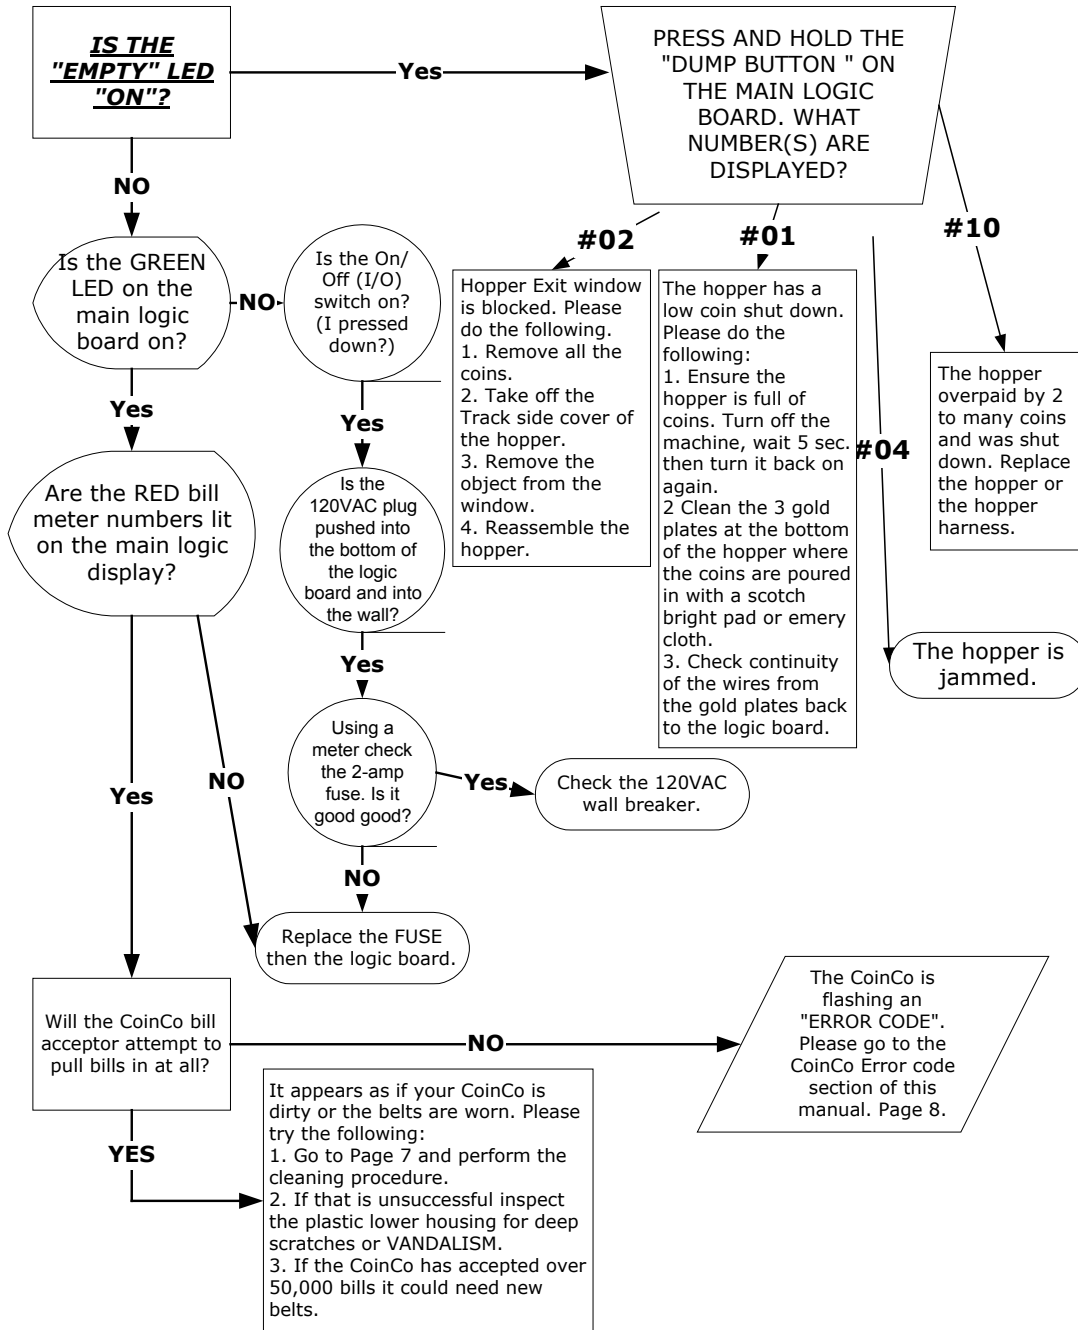 IS THE
"EMPTY" LED
"ON"?
Yes
PRESS AND HOLD THE
"DUMP BUTTON " ON
THE MAIN LOGIC
BOARD. WHAT
NUMBER(S) ARE
DISPLAYED?
NO
#02
#01
#10
#04
Is the GREEN
LED on the
main logic
board on?
NO
Is the On/
Off (I/O)
switch on?
(I pressed
down?)
Hopper Exit window
is blocked. Please
do the following.
1. Remove all the
coins.
2. Take off the
Track side cover of
the hopper.
3. Remove the
object from the
window.
4. Reassemble the
hopper.
The hopper has a
low coin shut down.
Please do the
following:
1. Ensure the
hopper is full of
coins. Turn off the
machine, wait 5 sec.
then turn it back on
again.
2 Clean the 3 gold
plates at the bottom
of the hopper where
the coins are poured
in with a scotch
bright pad or emery
cloth.
3. Check continuity
of the wires from
the gold plates back
to the logic board.
The hopper
overpaid by 2
to many coins
and was shut
down. Replace
the hopper or
the hopper
harness.
The hopper is
jammed.
Yes
Yes
Are the RED bill
meter numbers lit
on the main logic
display?
Is the
120VAC plug
pushed into
the bottom of
the logic
board and into
the wall?
Yes
Using a
meter check
the 2-amp
fuse. Is it
good good?
Yes
Check the 120VAC
wall breaker.
NO
Yes
NO
Replace the FUSE
then the logic board.
Will the CoinCo bill
acceptor attempt to
pull bills in at all?
NO
The CoinCo is
flashing an
"ERROR CODE".
Please go to the
CoinCo Error code
section of this
manual. Page 8.
YES
It appears as if your CoinCo is
dirty or the belts are worn. Please
try the following:
1. Go to Page 7 and perform the
cleaning procedure.
2. If that is unsuccessful inspect
the plastic lower housing for deep
scratches or VANDALISM.
3. If the CoinCo has accepted over
50,000 bills it could need new
belts.